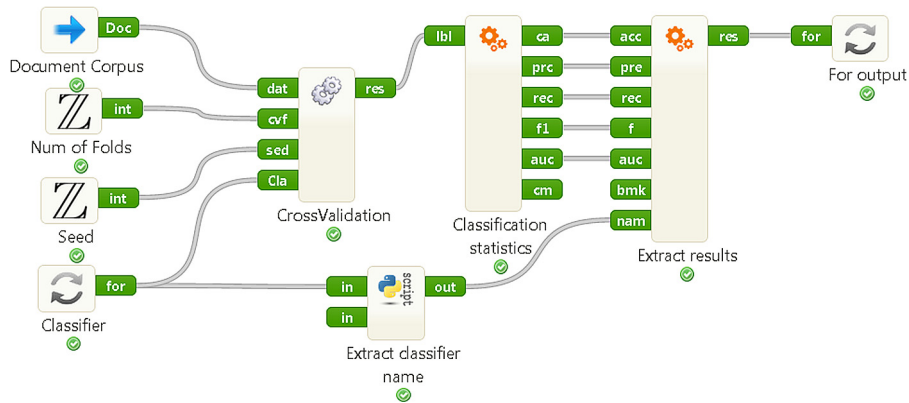 Doc
Document Corpus
int
Num of Folds
int
Seed
for
Classifier
dat
cvf
sed
Cla
res
CrossValidation
in
in
script
out
Extract classifier
name
lbl
ca
prc
rec
f1
auc
cm
Classification
statistics
acc
pre
rec
f
auc
bmk
nam
res
Extract results
for
For output